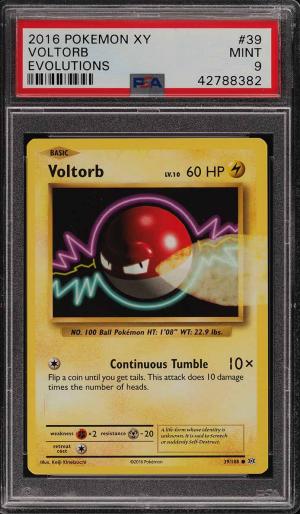 2016 POKEMON XY #39
VOLTORB MINT
EVOLUTIONS 9
PSA 42788382
BASIC
Voltorb LV.10 60 HP
NO. 100 Ball Pokémon HT: 1'08" WT: 22.9 lbs.
Continuous Tumble 10×
Flip a coin until you get tails. This attack does 10 damage
times the number of heads.
weakness ×2 resistance -20
retreat
cost
A life-form whose identity is
unknown. It is said to Screech
or suddenly Self-Destruct.
Illus. Keiji Kinebuchi ©2016 Pokémon 39/108